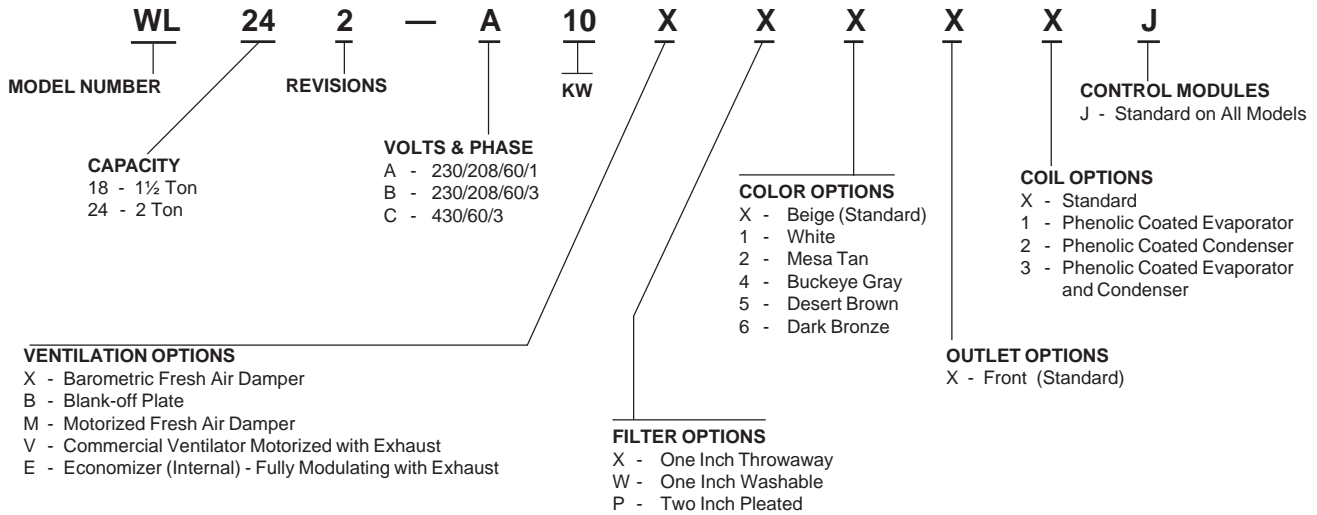 WL 24 2 — A 10 X X X X X J
MODEL NUMBER
REVISIONS
KW
CONTROL MODULES
J - Standard on All Models
CAPACITY
18 - 1½ Ton
24 - 2 Ton
VOLTS & PHASE
A - 230/208/60/1
B - 230/208/60/3
C - 430/60/3
COLOR OPTIONS
X - Beige (Standard)
1 - White
2 - Mesa Tan
4 - Buckeye Gray
5 - Desert Brown
6 - Dark Bronze
COIL OPTIONS
X - Standard
1 - Phenolic Coated Evaporator
2 - Phenolic Coated Condenser
3 - Phenolic Coated Evaporator
and Condenser
VENTILATION OPTIONS
X - Barometric Fresh Air Damper
B - Blank-off Plate
M - Motorized Fresh Air Damper
V - Commercial Ventilator Motorized with Exhaust
E - Economizer (Internal) - Fully Modulating with Exhaust
OUTLET OPTIONS
X - Front (Standard)
FILTER OPTIONS
X - One Inch Throwaway
W - One Inch Washable
P - Two Inch Pleated